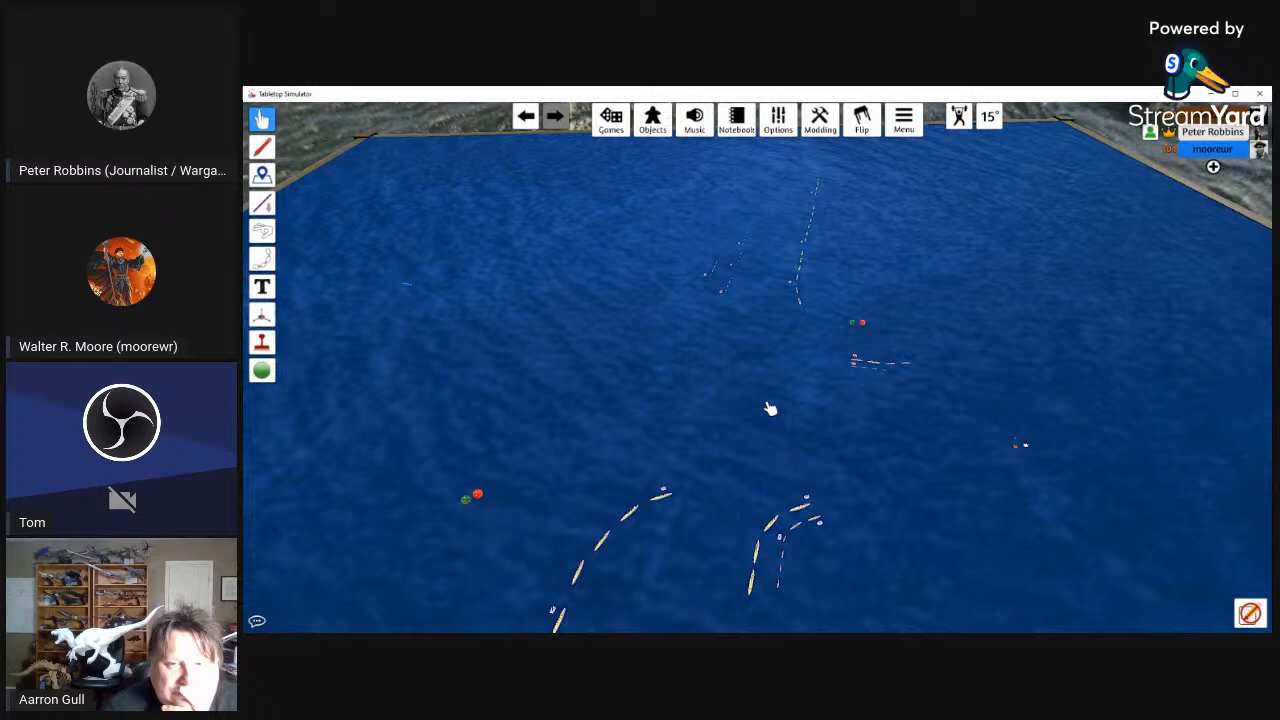 Powered by
S
StreamYard
Tabletop Simulator
Games
Objects
Music
Notebook
Options
Modding
Flip
Menu
15°
Peter Robbins
moorewr
T
Peter Robbins (Journalist / Warga...
Walter R. Moore (moorewr)
Tom
Aarron Gull